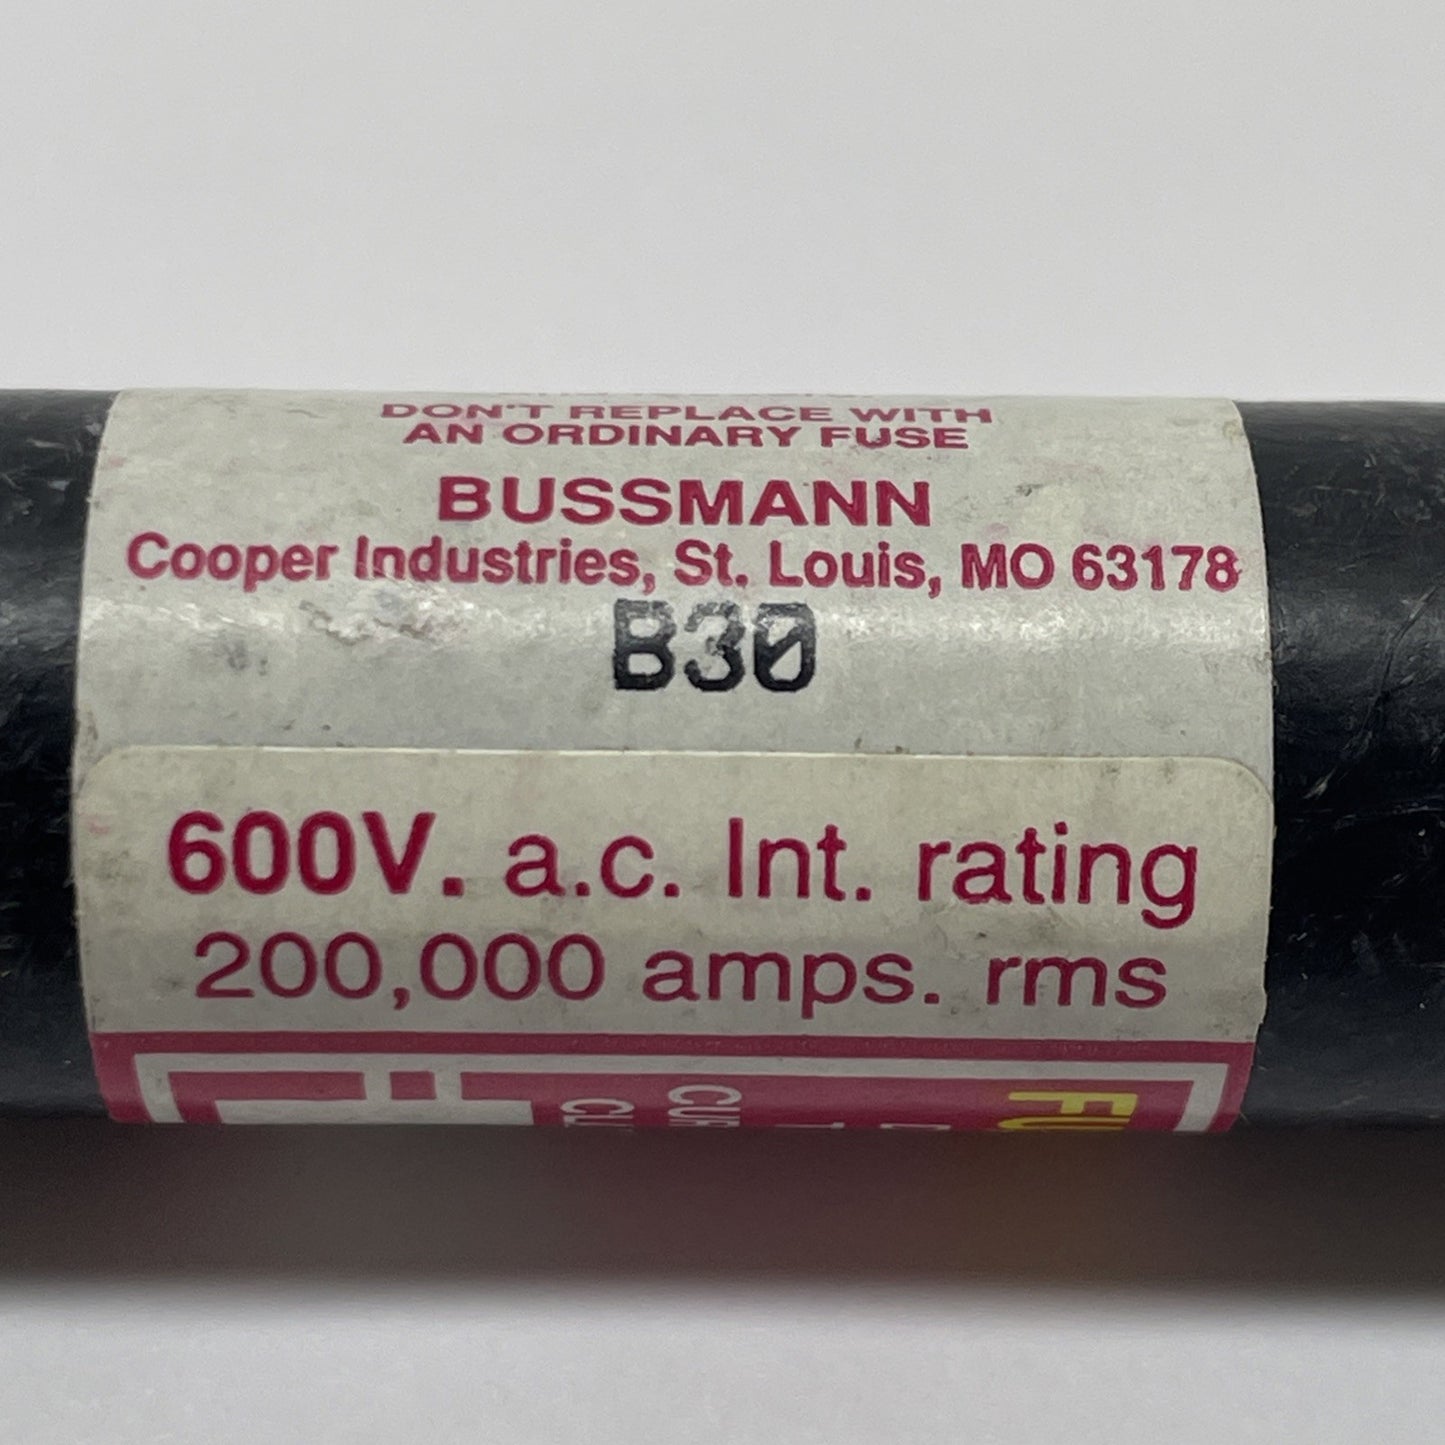 DON'T REPLACE WITH
AN ORDINARY FUSE
BUSSMANN
Cooper Industries, St. Louis, MO 63178
B30
600V. a.c. Int. rating
200,000 amps. rms